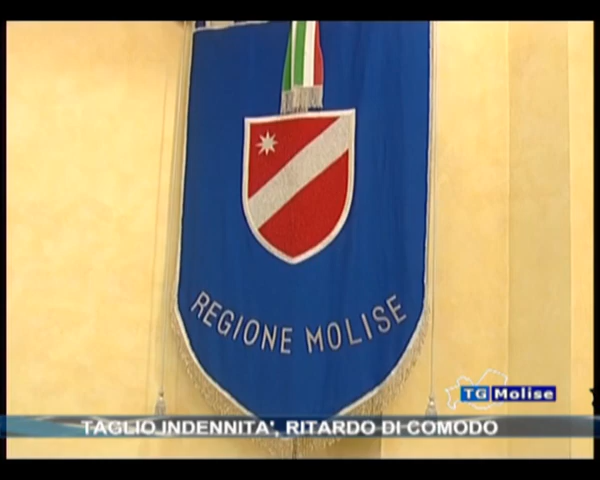 REGIONE MOLISE
TG Molise
TAGLIO INDENNITA', RITARDO DI COMODO